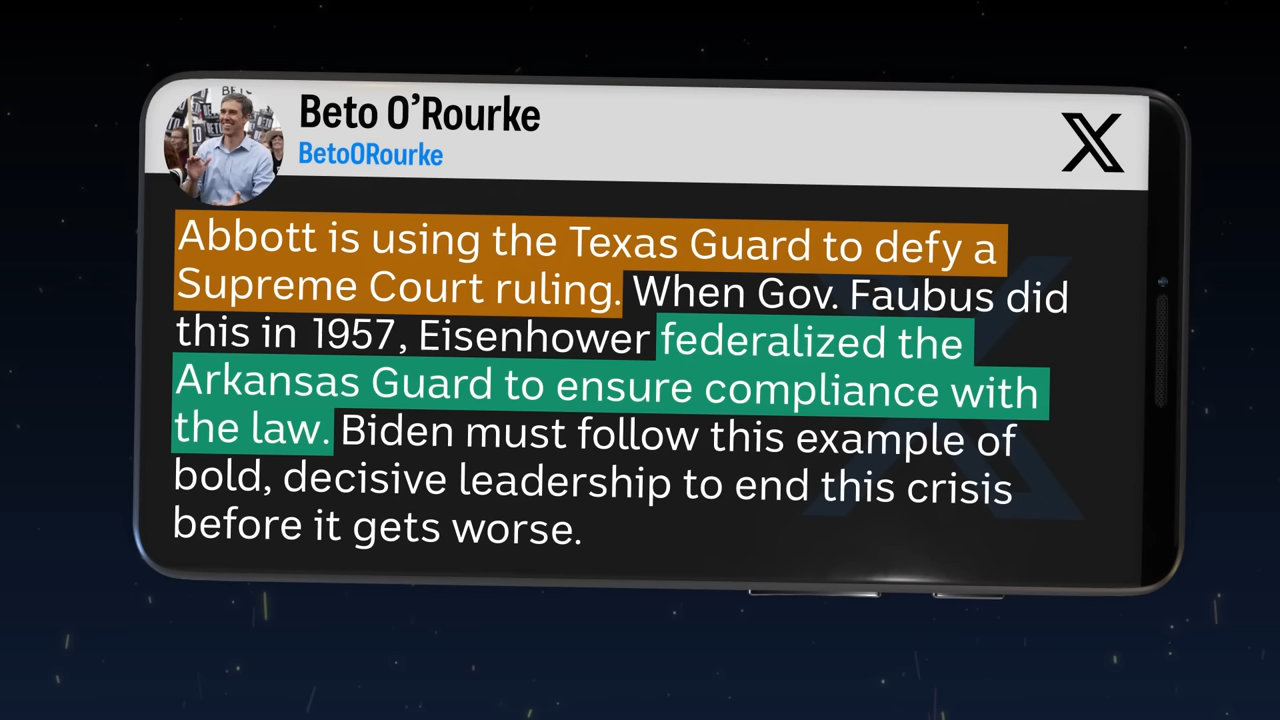 Beto O'Rourke
BetoORourke
Abbott is using the Texas Guard to defy a
Supreme Court ruling. When Gov. Faubus did
this in 1957, Eisenhower federalized the
Arkansas Guard to ensure compliance with
the law. Biden must follow this example of
bold, decisive leadership to end this crisis
before it gets worse.